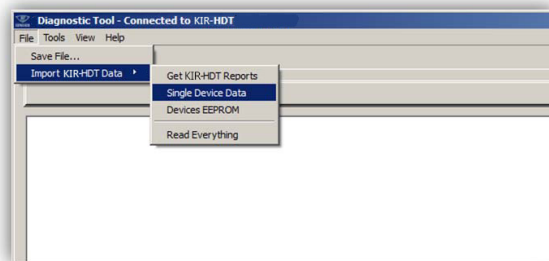 Diagnostic Tool - Connected to KIR-HDT
File Tools View Help
Save File...
Import KIR-HDT Data
Get KIR-HDT Reports
Single Device Data
Devices EEPROM
Read Everything